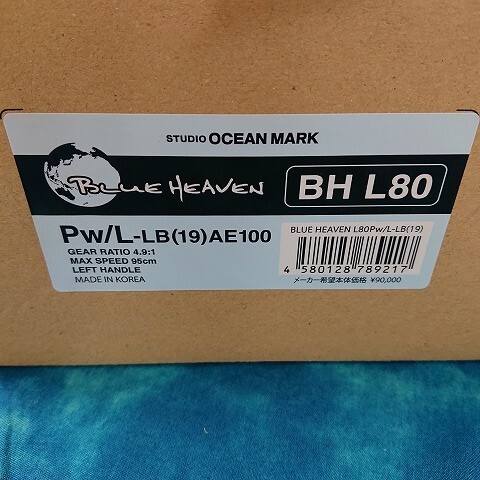 STUDIO OCEAN MARK
BLUE HEAVEN
BH L80
Pw/L-LB(19)AE100
GEAR RATIO 4.9:1
MAX SPEED 95cm
LEFT HANDLE
MADE IN KOREA
BLUE HEAVEN L80Pw/L-LB(19)
4 580128 789217
メーカー希望本体価格 ¥90,000